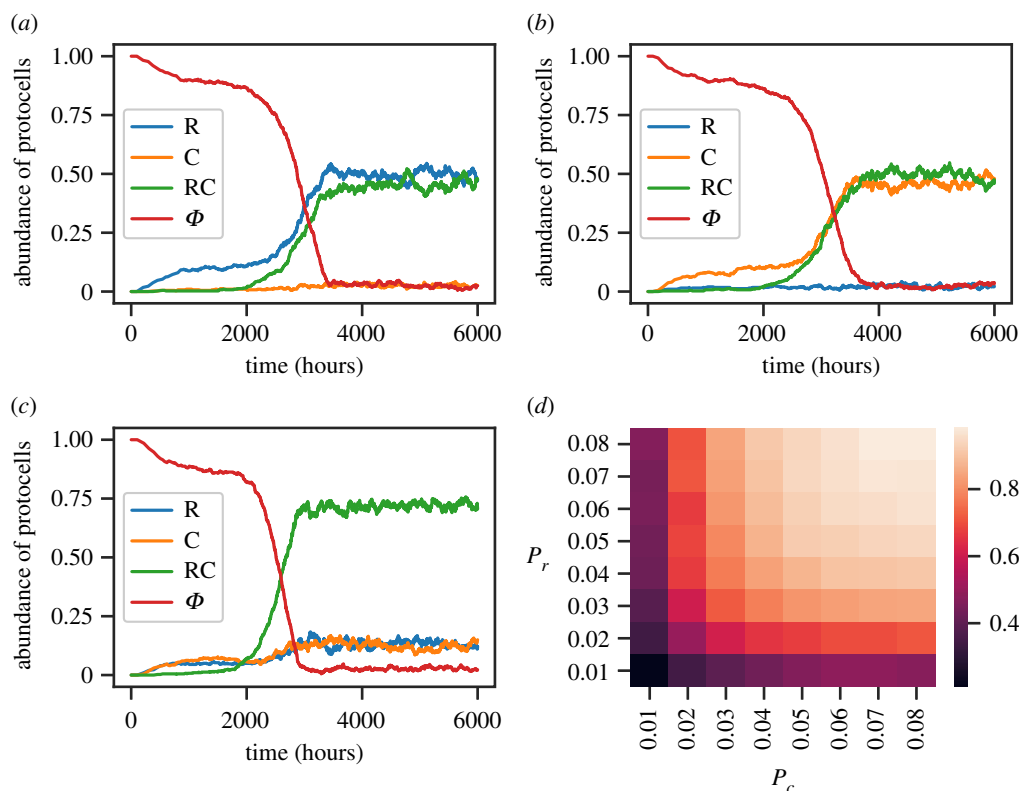 (a)
abundance of protocells
1.00
0.75
0.50
0.25
0
R
C
RC
Φ
0
2000
4000
6000
time (hours)
(b)
abundance of protocells
1.00
0.75
0.50
0.25
0
R
C
RC
Φ
0
2000
4000
6000
time (hours)
(c)
abundance of protocells
1.00
0.75
0.50
0.25
0
R
C
RC
Φ
0
2000
4000
6000
time (hours)
(d)
P_r
0.08
0.07
0.06
0.05
0.04
0.03
0.02
0.01
0.01
0.02
0.03
0.04
0.05
0.06
0.07
0.08
P_c
0.8
0.6
0.4